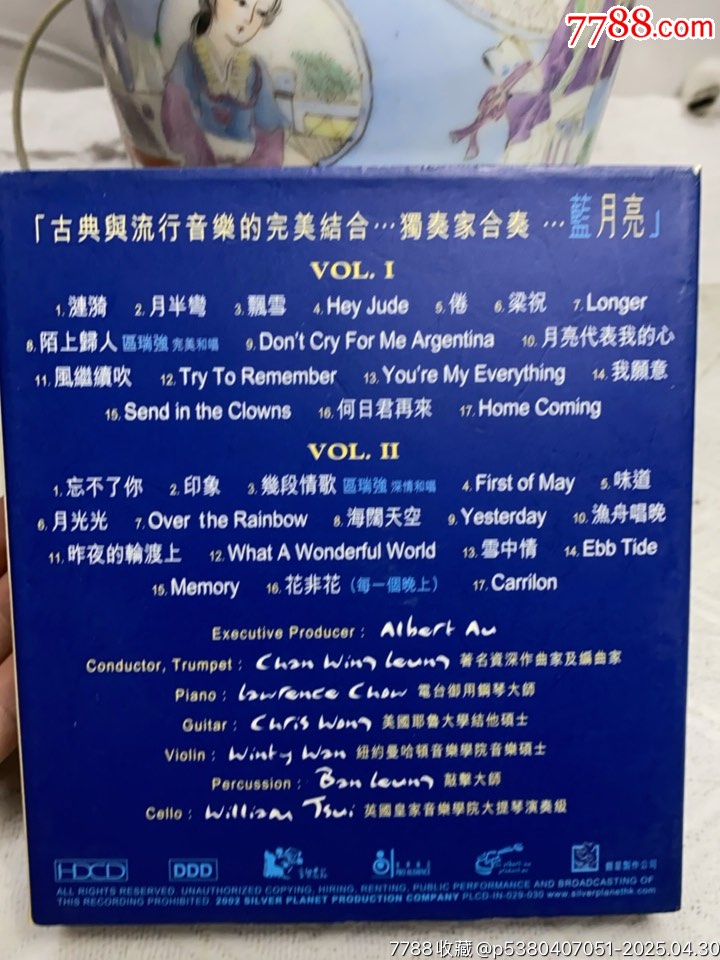 7788.com
「古典與流行音樂的完美結合…獨奏家合奏 …藍月亮」
VOL. I
1. 漣漪 2. 月半彎 3. 飄雪 4. Hey Jude 5. 倦 6. 梁祝 7. Longer
8. 陌上歸人 區瑞強 完美和唱 9. Don't Cry For Me Argentina 10. 月亮代表我的心
11. 風繼續吹 12. Try To Remember 13. You're My Everything 14. 我願意
15. Send in the Clowns 16. 何日君再來 17. Home Coming
VOL. II
1. 忘不了你 2. 印象 3. 幾段情歌 區瑞強 深情和唱 4. First of May 5. 味道
6. 月光光 7. Over the Rainbow 8. 海闊天空 9. Yesterday 10. 漁舟唱晚
11. 昨夜的輪渡上 12. What A Wonderful World 13. 雪中情 14. Ebb Tide
15. Memory 16. 花非花（每一個晚上） 17. Carrilon
Executive Producer : Albert Au
Conductor, Trumpet : Chan Wing Leung 著名資深作曲家及編曲家
Piano : Lawrence Chow 電台御用鋼琴大師
Guitar : Chris Wong 美國耶魯大學結他碩士
Violin : Winty Wan 紐約曼哈頓音樂學院音樂碩士
Percussion : Ban Leung 敲擊大師
Cello : William Tsui 英國皇家音樂學院大提琴演奏級
HDCD DDD 銀星製作公司
ALL RIGHTS RESERVED. UNAUTHORIZED COPYING, HIRING, RENTING, PUBLIC PERFORMANCE AND BROADCASTING OF
THIS RECORDING PROHIBITED. 2002 SILVER PLANET PRODUCTION COMPANY PLCD-IN-029-030 www.silverplanethk.com
7788收藏 @p5380407051-2025.04.30